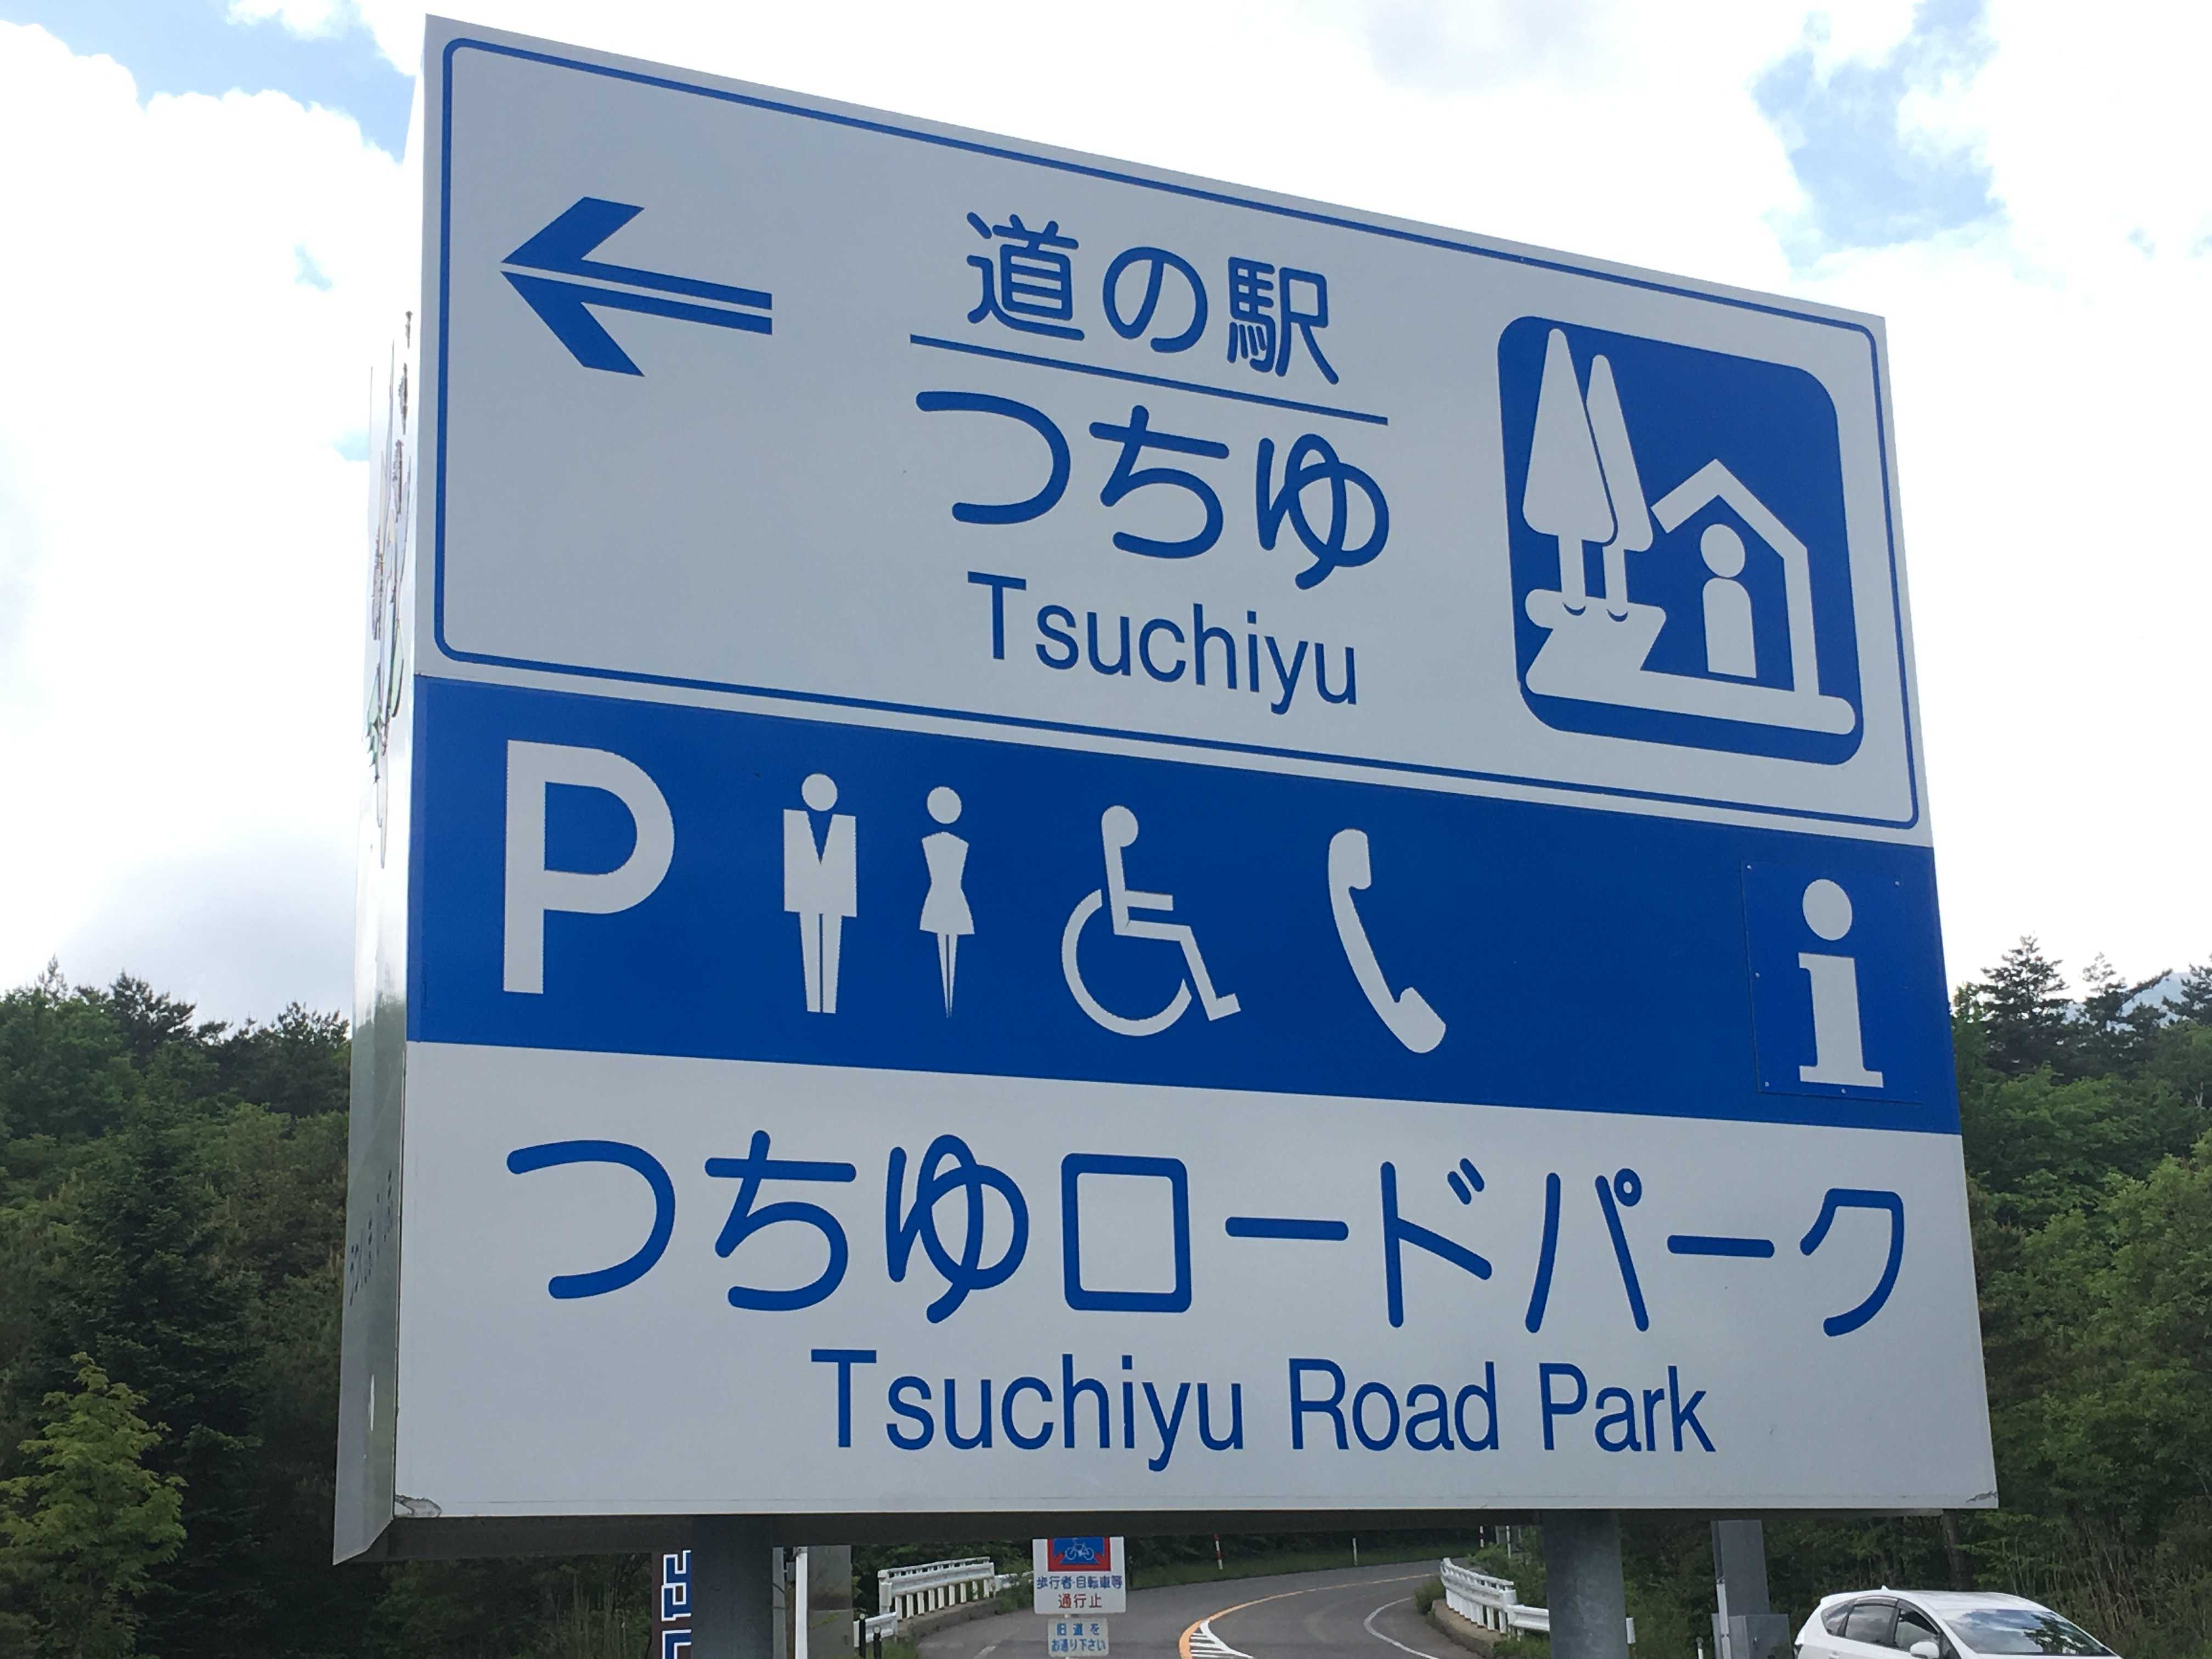 道の駅
つちゆ
Tsuchiyu
P
i
つちゆロードパーク
Tsuchiyu Road Park
歩行者・自転車等
通行止
旧道を
お通り下さい